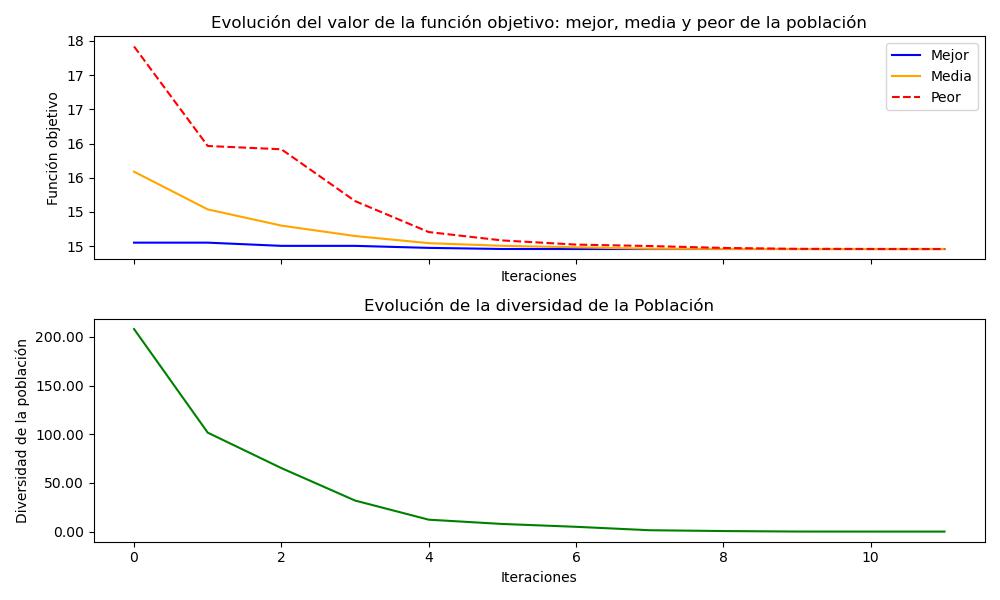 Evolución del valor de la función objetivo: mejor, media y peor de la población
18
17
17
16
16
15
15
Función objetivo
Mejor
Media
Peor
Iteraciones
Evolución de la diversidad de la Población
200.00
150.00
100.00
50.00
0.00
Diversidad de la población
0 2 4 6 8 10
Iteraciones